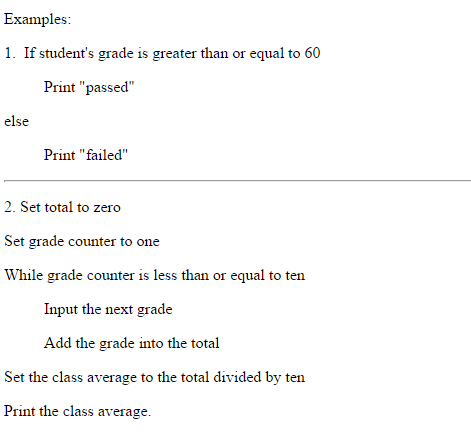 Examples:
1.  If student's grade is greater than or equal to 60
Print "passed"
else
Print "failed"
2. Set total to zero
Set grade counter to one
While grade counter is less than or equal to ten
Input the next grade
Add the grade into the total
Set the class average to the total divided by ten
Print the class average.